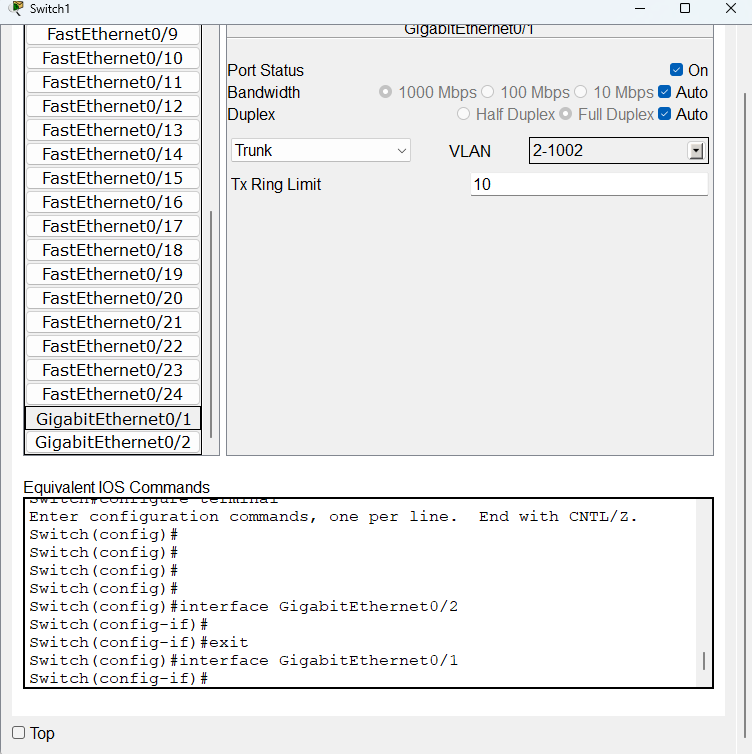 Switch1
FastEthernet0/9
FastEthernet0/10
FastEthernet0/11
FastEthernet0/12
FastEthernet0/13
FastEthernet0/14
FastEthernet0/15
FastEthernet0/16
FastEthernet0/17
FastEthernet0/18
FastEthernet0/19
FastEthernet0/20
FastEthernet0/21
FastEthernet0/22
FastEthernet0/23
FastEthernet0/24
GigabitEthernet0/1
GigabitEthernet0/2
GigabitEthernet0/1
Port Status On
Bandwidth 1000 Mbps 100 Mbps 10 Mbps Auto
Duplex Half Duplex Full Duplex Auto
Trunk VLAN 2-1002
Tx Ring Limit 10
Equivalent IOS Commands
Switch#configure terminal
Enter configuration commands, one per line. End with CNTL/Z.
Switch(config)#
Switch(config)#
Switch(config)#
Switch(config)#
Switch(config)#interface GigabitEthernet0/2
Switch(config-if)#
Switch(config-if)#exit
Switch(config)#interface GigabitEthernet0/1
Switch(config-if)#
Top